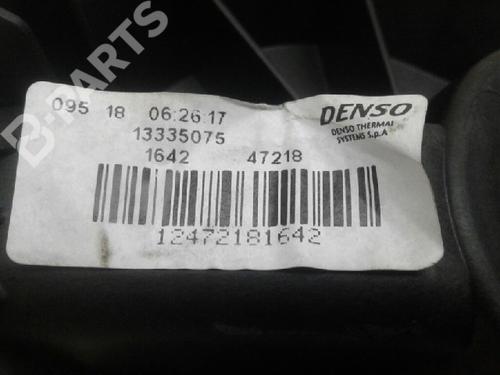 B-PARTS
095 18 06:26:17
DENSO
DENSO THERMAL
SYSTEMS S.p.A
13335075
1642 47218
12472181642